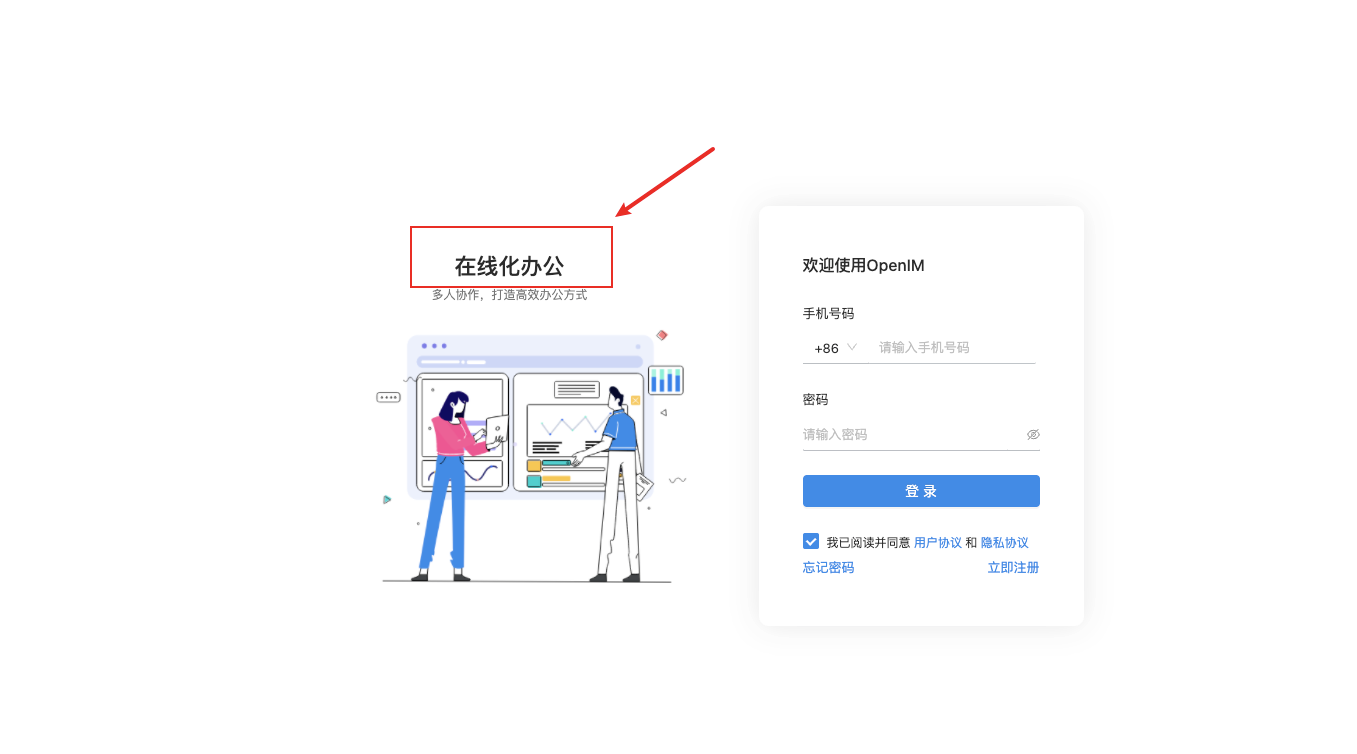 在线化办公
多人协作，打造高效办公方式
欢迎使用OpenIM
手机号码
+86 请输入手机号码
密码
请输入密码
登 录
我已阅读并同意 用户协议 和 隐私协议
忘记密码 立即注册